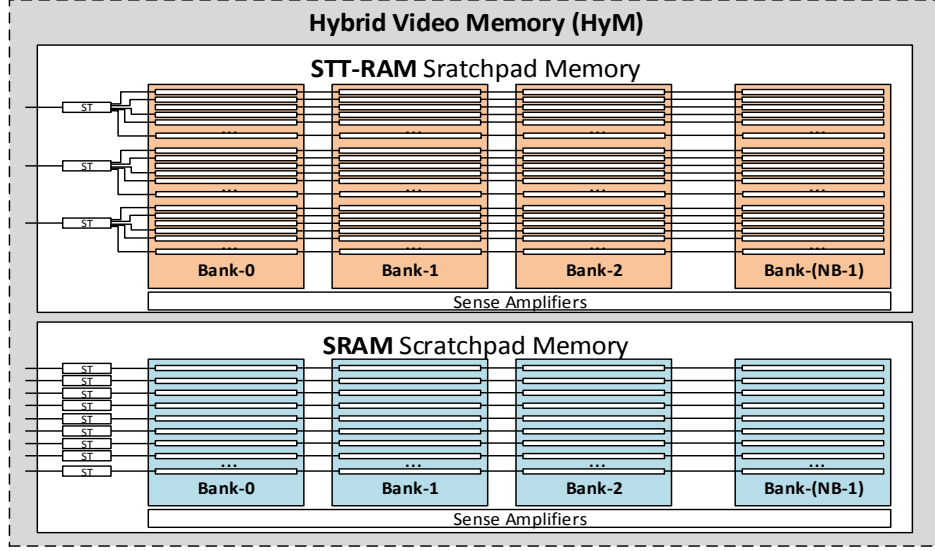 Hybrid Video Memory (HyM)
STT-RAM Sratchpad Memory
ST
... ... ... ...
ST
... ... ... ...
ST
... ... ... ...
Bank-0 Bank-1 Bank-2 Bank-(NB-1)
Sense Amplifiers
SRAM Scratchpad Memory
ST
ST
ST
ST
ST
ST
ST
ST
... ... ... ...
ST
Bank-0 Bank-1 Bank-2 Bank-(NB-1)
Sense Amplifiers